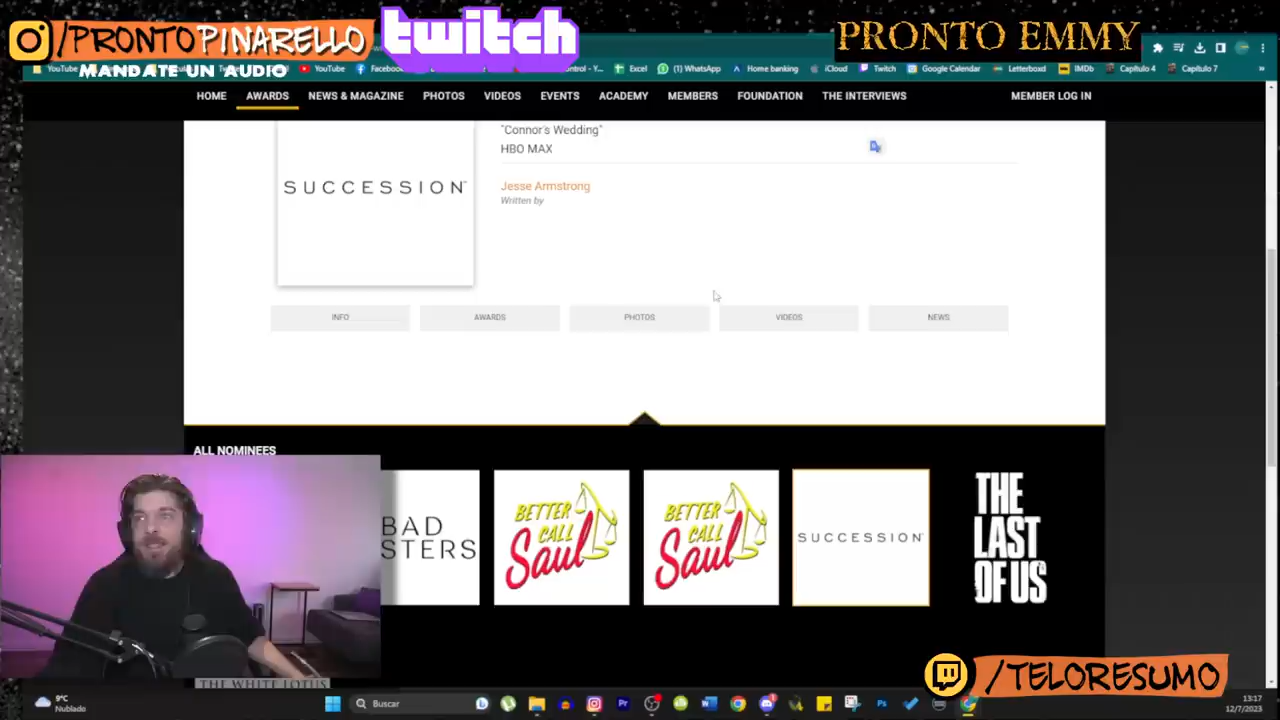 /PRONTOPINARELLO
MANDATE UN AUDIO
twitch
PRONTO EMMY
YouTube
YouTube
Facebook
Excel
(1) WhatsApp
Home banking
iCloud
Twitch
Google Calendar
Letterboxd
IMDb
Capítulo 4
Capítulo 7
»
HOME AWARDS NEWS & MAGAZINE PHOTOS VIDEOS EVENTS ACADEMY MEMBERS FOUNDATION THE INTERVIEWS MEMBER LOG IN
"Connor's Wedding"
HBO MAX
SUCCESSION
Jesse Armstrong
Written by
INFO AWARDS PHOTOS VIDEOS NEWS
ALL NOMINEES
BAD
STERS
BETTER
CALL
Saul
BETTER
CALL
Saul
SUCCESSION
THE
LAST
OF US
THE WHITE LOTUS
/TELORESUMO
9°C
Nublado
Buscar
13:17
12/7/2023